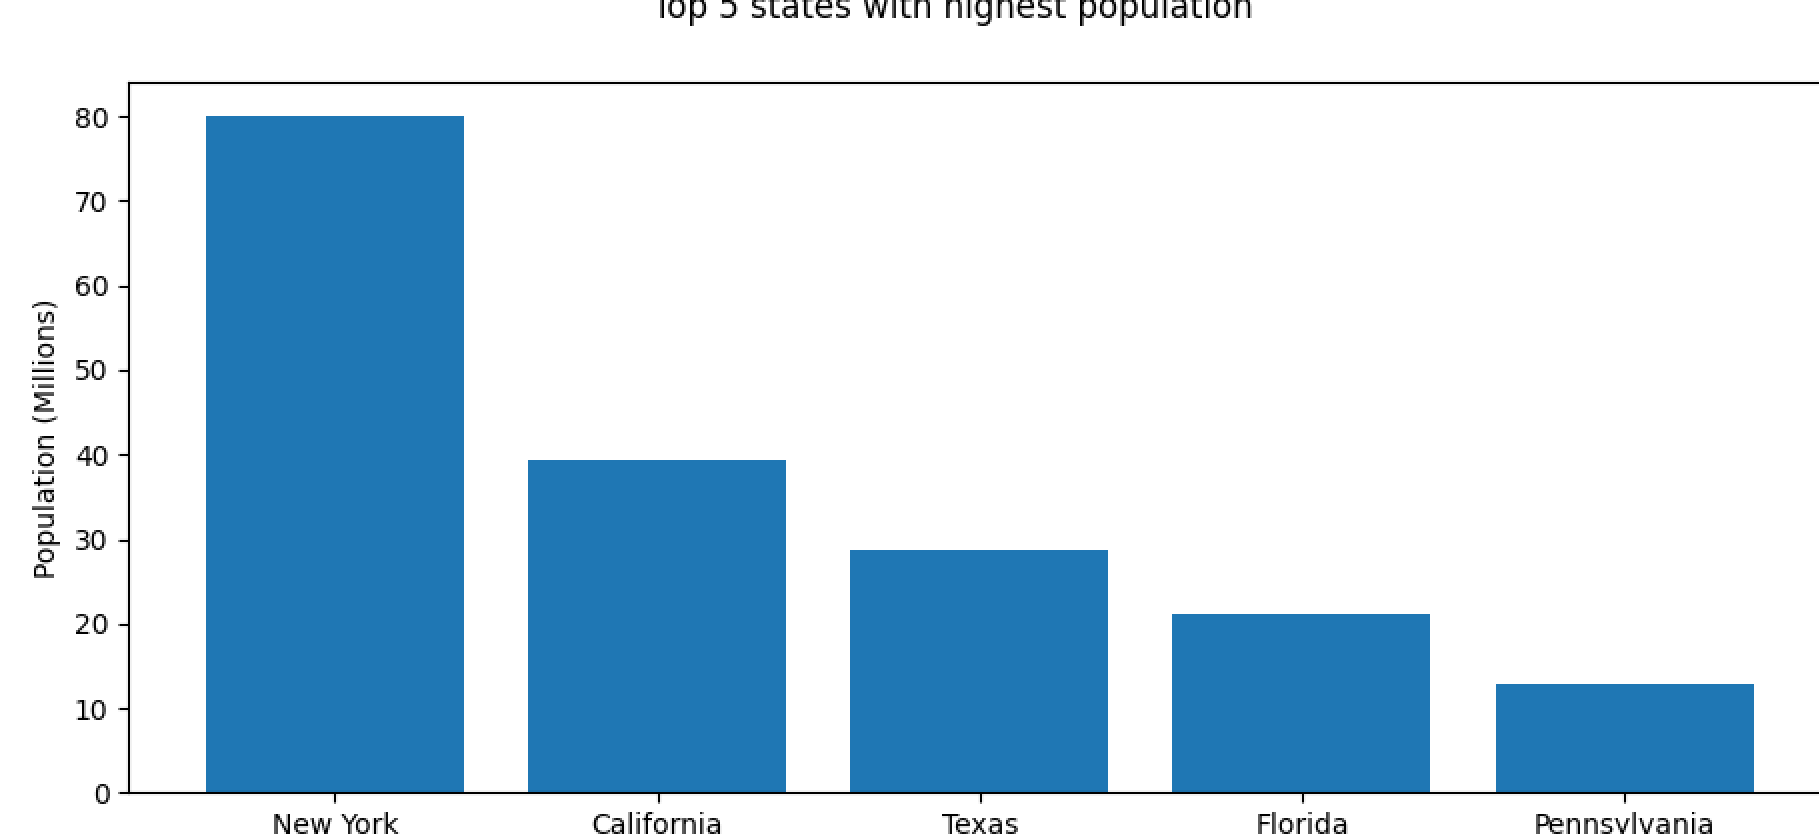 Top 5 states with highest population
80
70
60
50
40
30
20
10
0
Population (Millions)
New York
California
Texas
Florida
Pennsylvania